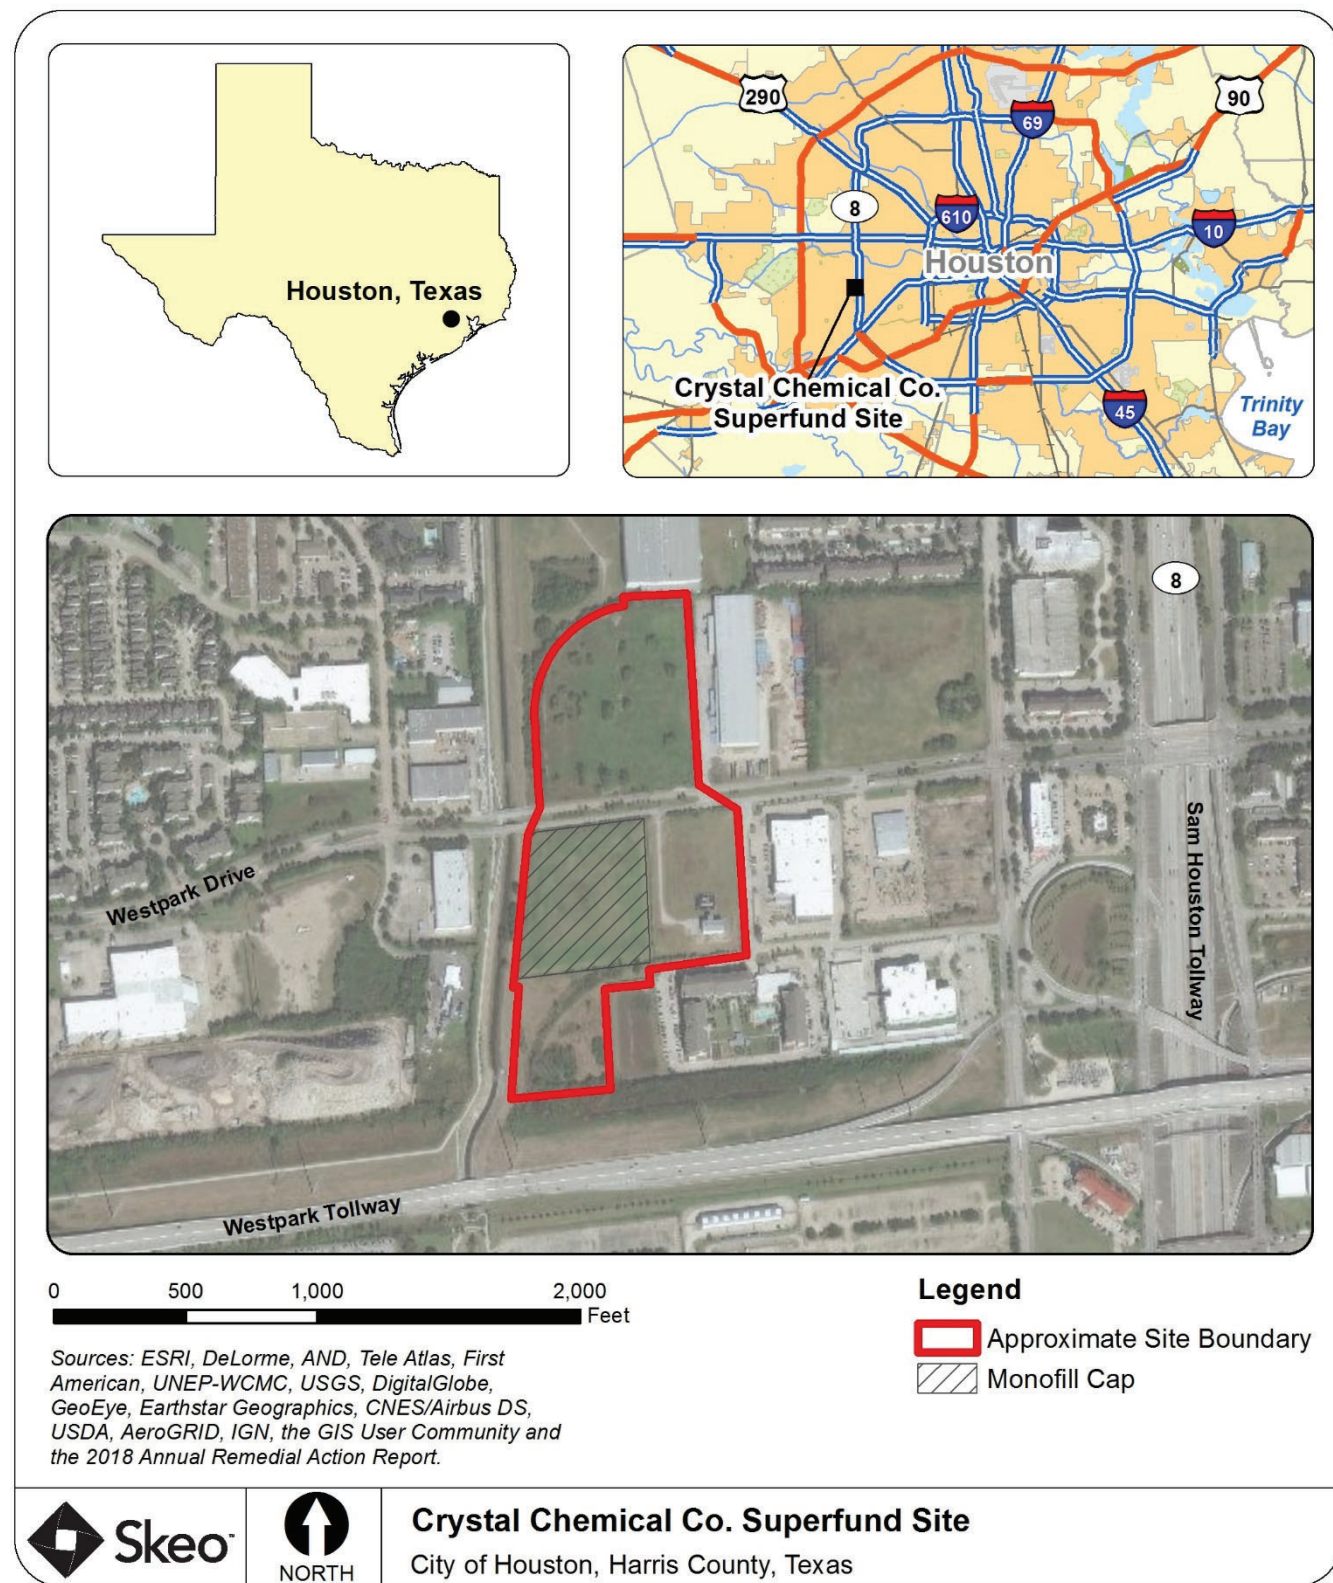 Houston, Texas
290
90
69
8
610
10
Houston
Crystal Chemical Co.
Superfund Site
45
Trinity
Bay
8
Westpark Drive
Sam Houston Tollway
Westpark Tollway
0 500 1,000 2,000
Feet
Sources: ESRI, DeLorme, AND, Tele Atlas, First
American, UNEP-WCMC, USGS, DigitalGlobe,
GeoEye, Earthstar Geographics, CNES/Airbus DS,
USDA, AeroGRID, IGN, the GIS User Community and
the 2018 Annual Remedial Action Report.
Legend
Approximate Site Boundary
Monofill Cap
Skeo™
NORTH
Crystal Chemical Co. Superfund Site
City of Houston, Harris County, Texas